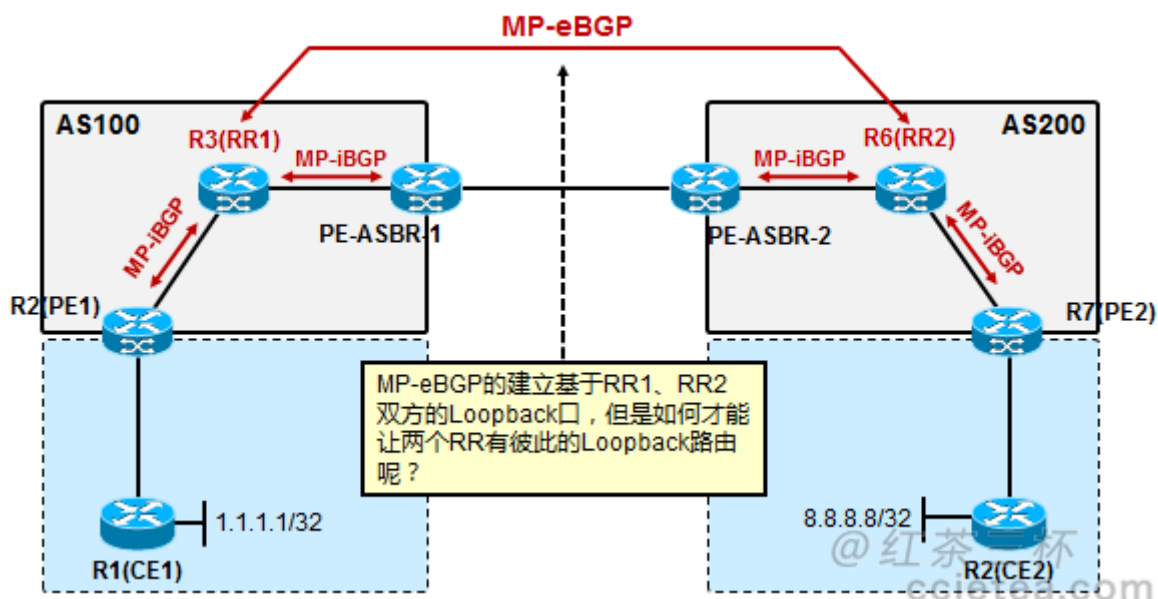 MP-eBGP
AS100
AS200
R3(RR1)
R6(RR2)
MP-iBGP
MP-iBGP
PE-ASBR-1
PE-ASBR-2
MP-iBGP
MP-iBGP
R2(PE1)
R7(PE2)
MP-eBGP的建立基于RR1、RR2
双方的Loopback口，但是如何才能
让两个RR有彼此的Loopback路由
呢？
1.1.1.1/32
8.8.8.8/32
R1(CE1)
R2(CE2)
@红茶三杯
ccietea.com